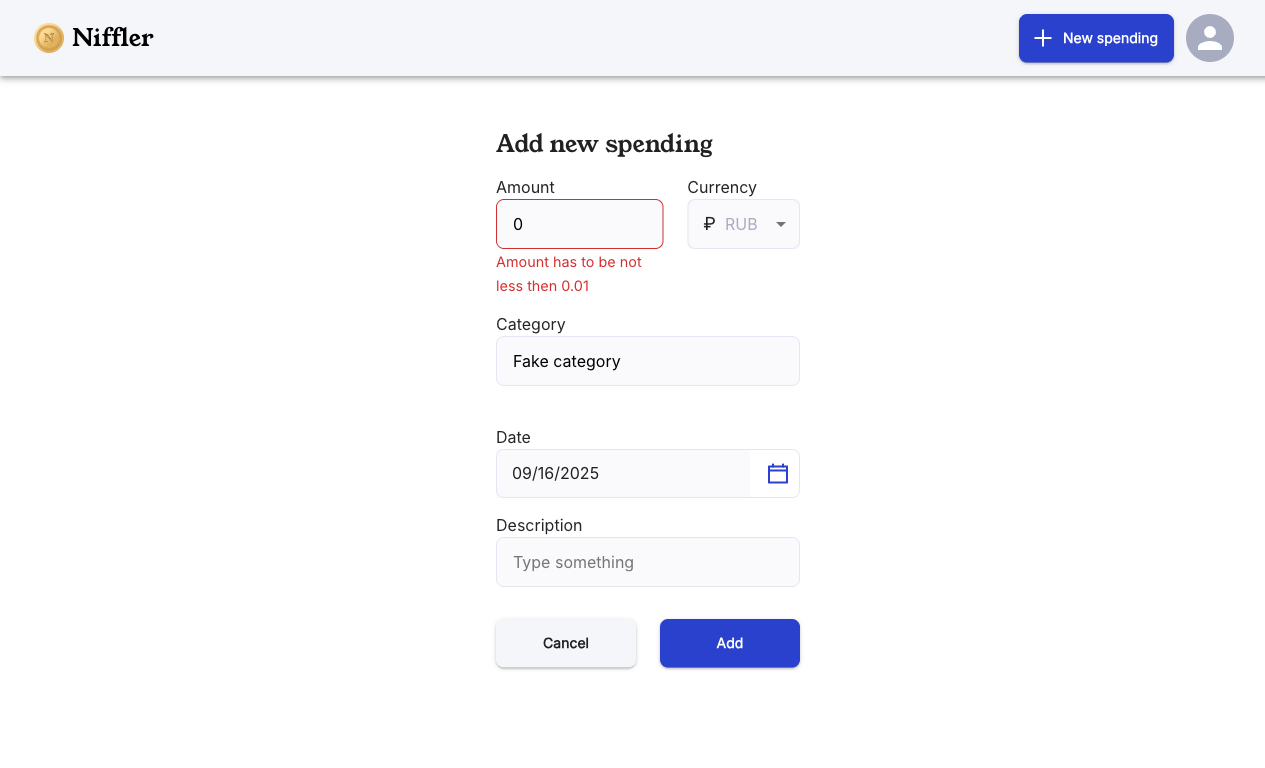 N Niffler
New spending
Add new spending
Amount Currency
0 ₽ RUB
Amount has to be not
less then 0.01
Category
Fake category
Date
09/16/2025
Description
Type something
Cancel Add